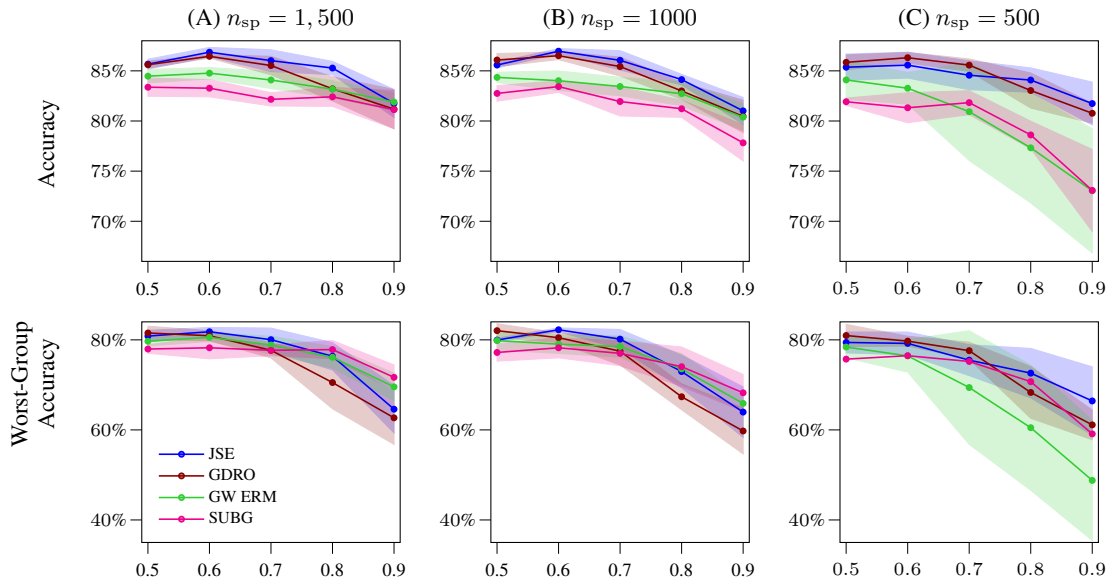 (A) n_sp = 1, 500
(B) n_sp = 1000
(C) n_sp = 500
Accuracy
85%
80%
75%
70%
0.5 0.6 0.7 0.8 0.9
85%
80%
75%
70%
0.5 0.6 0.7 0.8 0.9
85%
80%
75%
70%
0.5 0.6 0.7 0.8 0.9
Worst-Group
Accuracy
80%
60%
40%
JSE
GDRO
GW ERM
SUBG
0.5 0.6 0.7 0.8 0.9
80%
60%
40%
0.5 0.6 0.7 0.8 0.9
80%
60%
40%
0.5 0.6 0.7 0.8 0.9